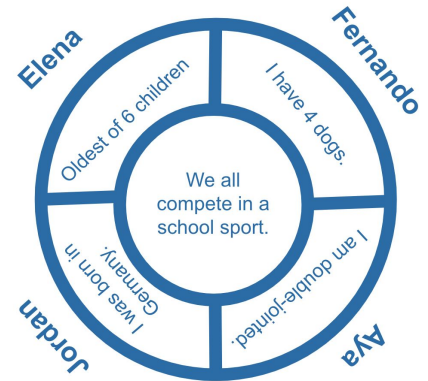 Elena
Oldest of 6 children
Fernando
I have 4 dogs.
We all
compete in a
school sport.
Jordan
I was born in
Germany.
Aya
I am double-jointed.